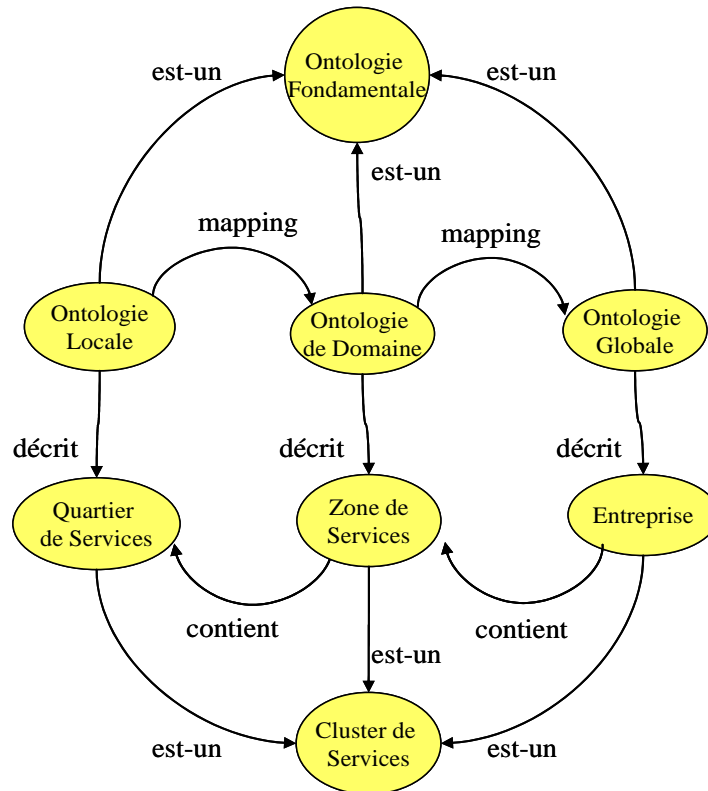 Ontologie
Fondamentale
est-un
est-un
est-un
mapping
mapping
Ontologie
Locale
Ontologie
de Domaine
Ontologie
Globale
décrit
décrit
décrit
Quartier
de Services
Zone de
Services
Entreprise
contient
contient
est-un
Cluster de
Services
est-un
est-un